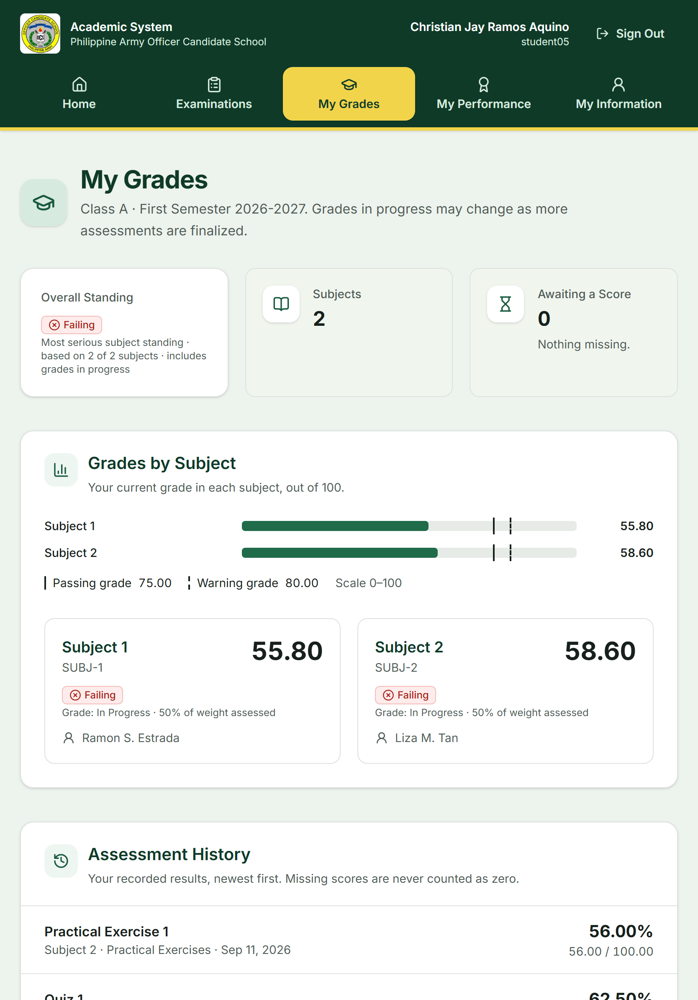 OFFICER CANDIDATE SCHOOL
OCS
PHILIPPINE ARMY
Academic System
Philippine Army Officer Candidate School
Christian Jay Ramos Aquino
student05
Sign Out
Home
Examinations
My Grades
My Performance
My Information
My Grades
Class A · First Semester 2026-2027. Grades in progress may change as more
assessments are finalized.
Overall Standing
Failing
Most serious subject standing ·
based on 2 of 2 subjects · includes
grades in progress
Subjects
2
Awaiting a Score
0
Nothing missing.
Grades by Subject
Your current grade in each subject, out of 100.
Subject 1 55.80
Subject 2 58.60
Passing grade 75.00 Warning grade 80.00 Scale 0–100
Subject 1 55.80
SUBJ-1
Failing
Grade: In Progress · 50% of weight assessed
Ramon S. Estrada
Subject 2 58.60
SUBJ-2
Failing
Grade: In Progress · 50% of weight assessed
Liza M. Tan
Assessment History
Your recorded results, newest first. Missing scores are never counted as zero.
Practical Exercise 1 56.00%
Subject 2 · Practical Exercises · Sep 11, 2026 56.00 / 100.00
Quiz 1 62.50%